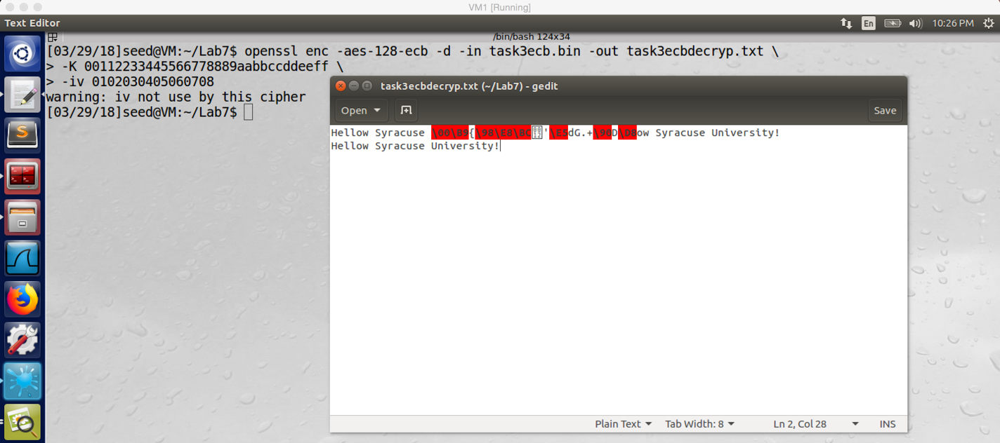 VM1 [Running]
Text Editor
En
10:26 PM
/bin/bash 124x34
[03/29/18]seed@VM:~/Lab7$ openssl enc -aes-128-ecb -d -in task3ecb.bin -out task3ecbdecryp.txt \
> -K 00112233445566778889aabbccddeeff \
> -iv 0102030405060708
warning: iv not use by this cipher
[03/29/18]seed@VM:~/Lab7$
task3ecbdecryp.txt (~/Lab7) - gedit
Open
Save
Hellow Syracuse \00\B9{\98\E8\BC 0012 '\E5dG.+\90D\D8ow Syracuse University!
Hellow Syracuse University!
Plain Text
Tab Width: 8
Ln 2, Col 28
INS